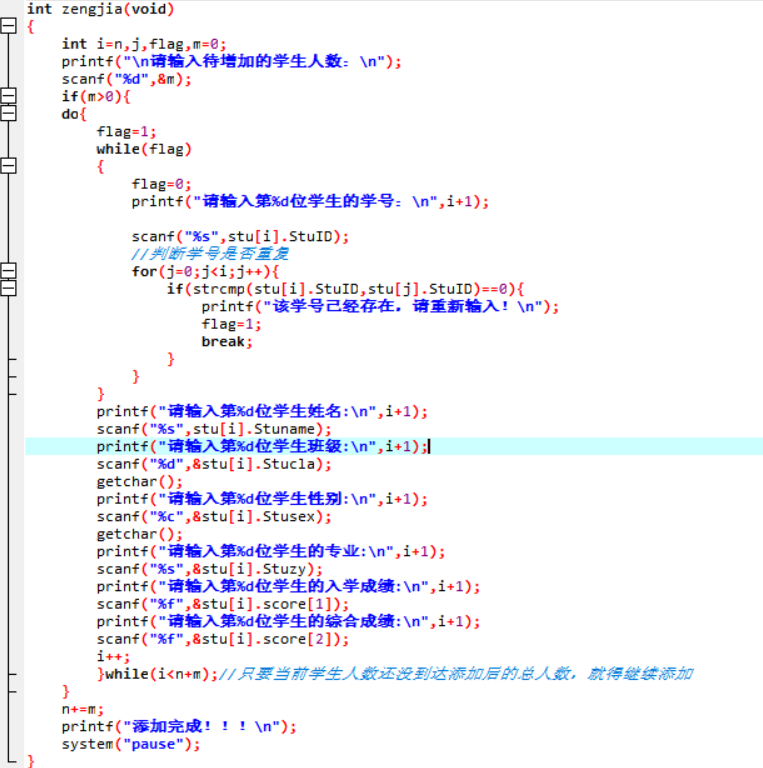 int zengjia(void)
{
    int i=n,j,flag,m=0;
    printf("\n请输入待增加的学生人数：\n");
    scanf("%d",&m);
    if(m>0){
    do{
        flag=1;
        while(flag)
        {
            flag=0;
            printf("请输入第%d位学生的学号：\n",i+1);

            scanf("%s",stu[i].StuID);
            //判断学号是否重复
            for(j=0;j<i;j++){
                if(strcmp(stu[i].StuID,stu[j].StuID)==0){
                    printf("该学号已经存在，请重新输入！\n");
                    flag=1;
                    break;
                }
            }
        }
        printf("请输入第%d位学生姓名:\n",i+1);
        scanf("%s",stu[i].Stuname);
        printf("请输入第%d位学生班级:\n",i+1);
        scanf("%d",&stu[i].Stucla);
        getchar();
        printf("请输入第%d位学生性别:\n",i+1);
        scanf("%c",&stu[i].Stusex);
        getchar();
        printf("请输入第%d位学生的专业:\n",i+1);
        scanf("%s",&stu[i].Stuzy);
        printf("请输入第%d位学生的入学成绩:\n",i+1);
        scanf("%f",&stu[i].score[1]);
        printf("请输入第%d位学生的综合成绩:\n",i+1);
        scanf("%f",&stu[i].score[2]);
        i++;
        }while(i<n+m);//只要当前学生人数还没到达添加后的总人数，就得继续添加
    }
    n+=m;
    printf("添加完成！！！\n");
    system("pause");
}